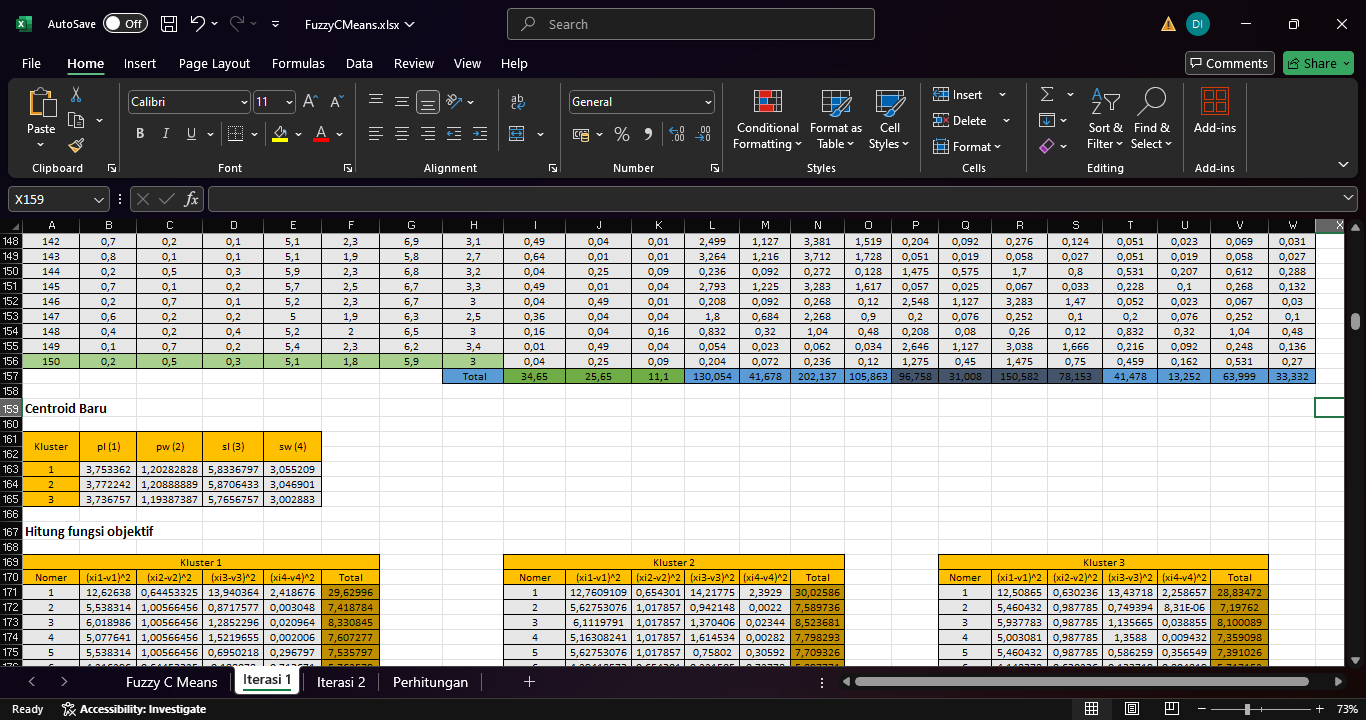 AutoSave Off FuzzyCMeans.xlsx Search DI
File Home Insert Page Layout Formulas Data Review View Help Comments Share
Paste Calibri 11 General Conditional Formatting Format as Table Cell Styles Insert Delete Format Sort & Filter Find & Select Add-ins
Clipboard Font Alignment Number Styles Cells Editing Add-ins
X159 fx
A B C D E F G H I J K L M N O P Q R S T U V W X
148 142 0,7 0,2 0,1 5,1 2,3 6,9 3,1 0,49 0,04 0,01 2,499 1,127 3,381 1,519 0,204 0,092 0,276 0,124 0,051 0,023 0,069 0,031
149 143 0,8 0,1 0,1 5,1 1,9 5,8 2,7 0,64 0,01 0,01 3,264 1,216 3,712 1,728 0,051 0,019 0,058 0,027 0,051 0,019 0,058 0,027
150 144 0,2 0,5 0,3 5,9 2,3 6,8 3,2 0,04 0,25 0,09 0,236 0,092 0,272 0,128 1,475 0,575 1,7 0,8 0,531 0,207 0,612 0,288
151 145 0,7 0,1 0,2 5,7 2,5 6,7 3,3 0,49 0,01 0,04 2,793 1,225 3,283 1,617 0,057 0,025 0,067 0,033 0,228 0,1 0,268 0,132
152 146 0,2 0,7 0,1 5,2 2,3 6,7 3 0,04 0,49 0,01 0,208 0,092 0,268 0,12 2,548 1,127 3,283 1,47 0,052 0,023 0,067 0,03
153 147 0,6 0,2 0,2 5 1,9 6,3 2,5 0,36 0,04 0,04 1,8 0,684 2,268 0,9 0,2 0,076 0,252 0,1 0,2 0,076 0,252 0,1
154 148 0,4 0,2 0,4 5,2 2 6,5 3 0,16 0,04 0,16 0,832 0,32 1,04 0,48 0,208 0,08 0,26 0,12 0,832 0,32 1,04 0,48
155 149 0,1 0,7 0,2 5,4 2,3 6,2 3,4 0,01 0,49 0,04 0,054 0,023 0,062 0,034 2,646 1,127 3,038 1,666 0,216 0,092 0,248 0,136
156 150 0,2 0,5 0,3 5,1 1,8 5,9 3 0,04 0,25 0,09 0,204 0,072 0,236 0,12 1,275 0,45 1,475 0,75 0,459 0,162 0,531 0,27
157 Total 34,65 25,65 11,1 130,054 41,678 202,137 105,863 96,758 31,008 150,582 78,153 41,478 13,252 63,999 33,332
158
159 Centroid Baru
160
161
Kluster pl (1) pw (2) sl (3) sw (4)
162
163 1 3,753362 1,20282828 5,8336797 3,055209
164 2 3,772242 1,20888889 5,8706433 3,046901
165 3 3,736757 1,19387387 5,7656757 3,002883
166
167 Hitung fungsi objektif
168
169 Kluster 1 Kluster 2 Kluster 3
170 Nomer (xi1-v1)^2 (xi2-v2)^2 (xi3-v3)^2 (xi4-v4)^2 Total Nomer (xi1-v1)^2 (xi2-v2)^2 (xi3-v3)^2 (xi4-v4)^2 Total Nomer (xi1-v1)^2 (xi2-v2)^2 (xi3-v3)^2 (xi4-v4)^2 Total
171 1 12,62638 0,64453325 13,940364 2,418676 29,62996 1 12,7609109 0,654301 14,21775 2,3929 30,02586 1 12,50865 0,630236 13,43718 2,258657 28,83472
172 2 5,538314 1,00566456 0,8717577 0,003048 7,418784 2 5,62753076 1,017857 0,942148 0,0022 7,589736 2 5,460432 0,987785 0,749394 8,31E-06 7,19762
173 3 6,018986 1,00566456 1,2852296 0,020964 8,330845 3 6,1119791 1,017857 1,370406 0,02344 8,523681 3 5,937783 0,987785 1,135665 0,038855 8,100089
174 4 5,077641 1,00566456 1,5219655 0,002006 7,607277 4 5,16308241 1,017857 1,614534 0,00282 7,798293 4 5,003081 0,987785 1,3588 0,009432 7,359098
175 5 5,538314 1,00566456 0,6950218 0,296797 7,535797 5 5,62753076 1,017857 0,75802 0,30592 7,709326 5 5,460432 0,987785 0,586259 0,356549 7,391026
Fuzzy C Means Iterasi 1 Iterasi 2 Perhitungan
Ready Accessibility: Investigate 73%